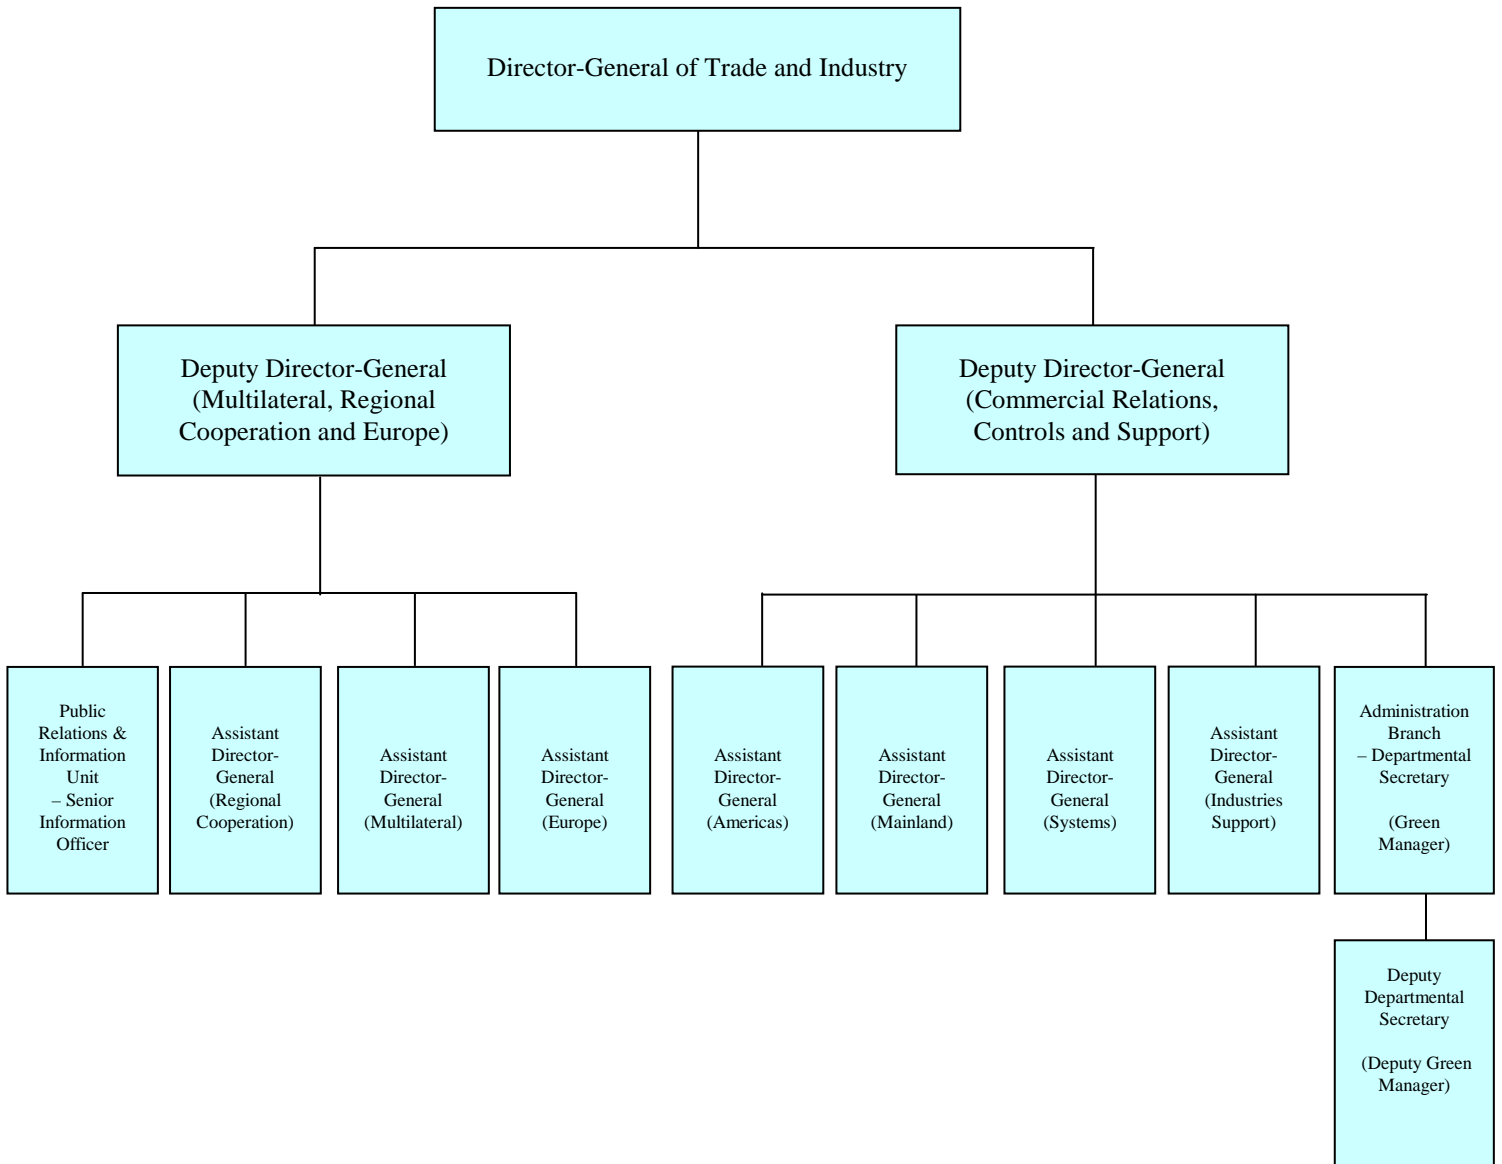 Director-General of Trade and Industry
Deputy Director-General
(Multilateral, Regional
Cooperation and Europe)
Deputy Director-General
(Commercial Relations,
Controls and Support)
Public
Relations &
Information
Unit
– Senior
Information
Officer
Assistant
Director-
General
(Regional
Cooperation)
Assistant
Director-
General
(Multilateral)
Assistant
Director-
General
(Europe)
Assistant
Director-
General
(Americas)
Assistant
Director-
General
(Mainland)
Assistant
Director-
General
(Systems)
Assistant
Director-
General
(Industries
Support)
Administration
Branch
– Departmental
Secretary
(Green
Manager)
Deputy
Departmental
Secretary
(Deputy Green
Manager)